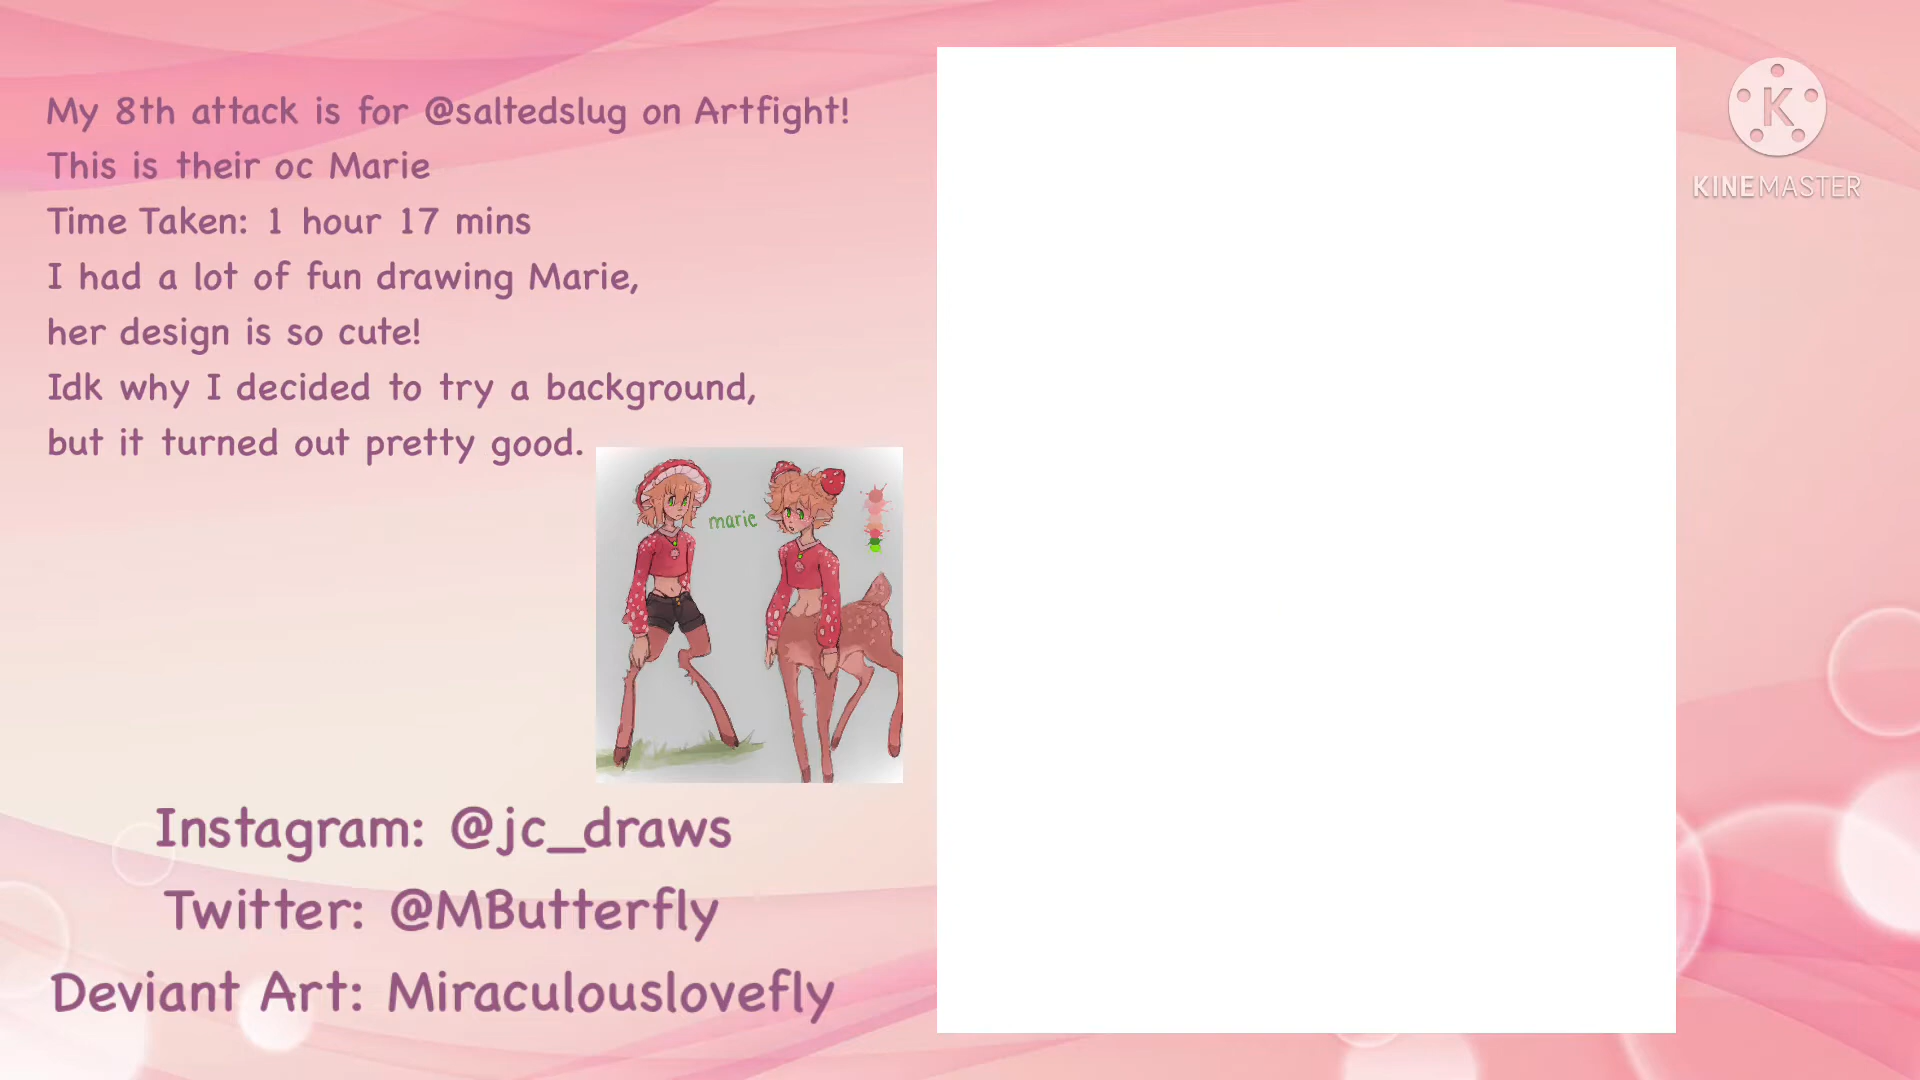 My 8th attack is for @saltedslug on Artfight!
This is their oc Marie
Time Taken: 1 hour 17 mins
I had a lot of fun drawing Marie,
her design is so cute!
Idk why I decided to try a background,
but it turned out pretty good.
marie
Instagram: @jc_draws
Twitter: @MButterfly
Deviant Art: Miraculouslovefly
K
KINEMASTER